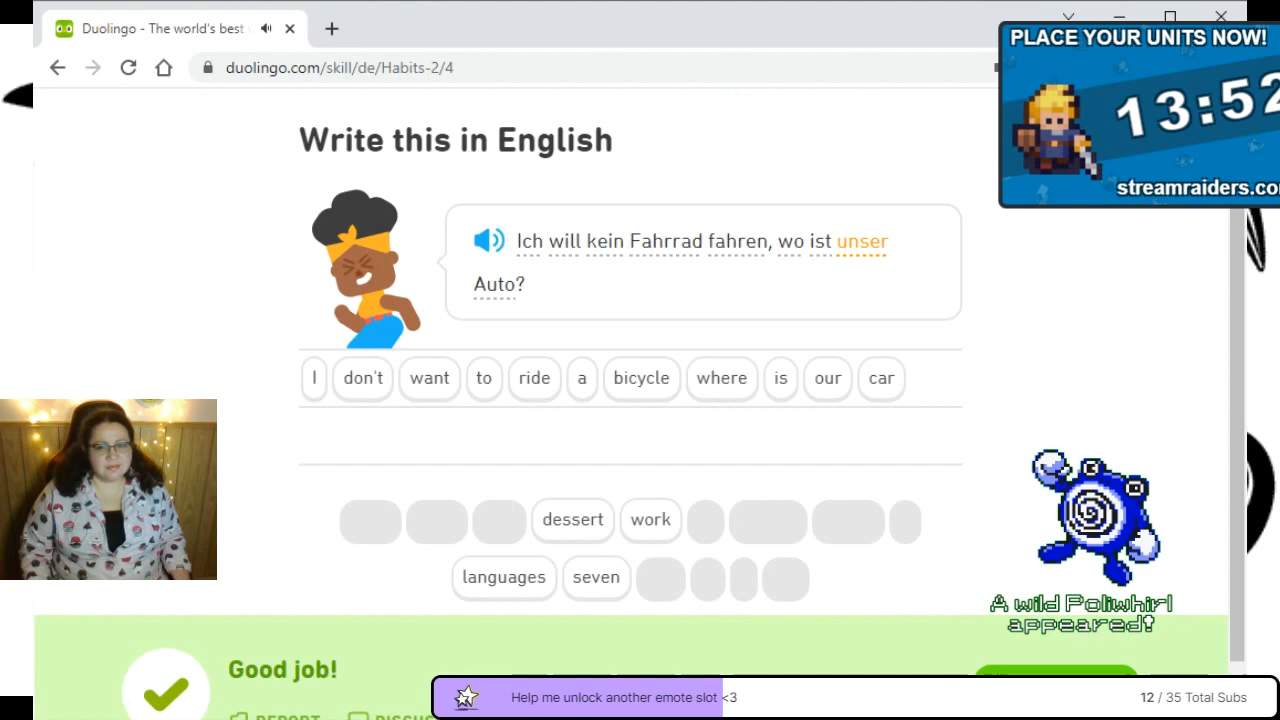 Duolingo - The world's best
duolingo.com/skill/de/Habits-2/4
PLACE YOUR UNITS NOW!
13:52
streamraiders.co
Write this in English
Ich will kein Fahrrad fahren, wo ist unser
Auto?
I don't want to ride a bicycle where is our car
dessert work
languages seven
A wild Poliwhirl
appeared!
Good job!
REPORT
Help me unlock another emote slot <3
12 / 35 Total Subs